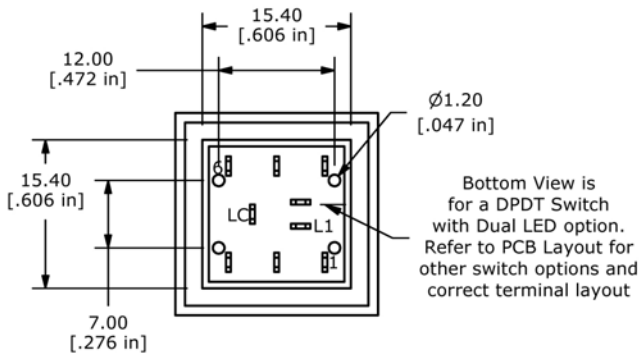 15.40
[.606 in]
12.00
[.472 in]
Ø1.20
[.047 in]
15.40
[.606 in]
6
LC
L1
1
Bottom View is
for a DPDT Switch
with Dual LED option.
Refer to PCB Layout for
other switch options and
correct terminal layout
7.00
[.276 in]